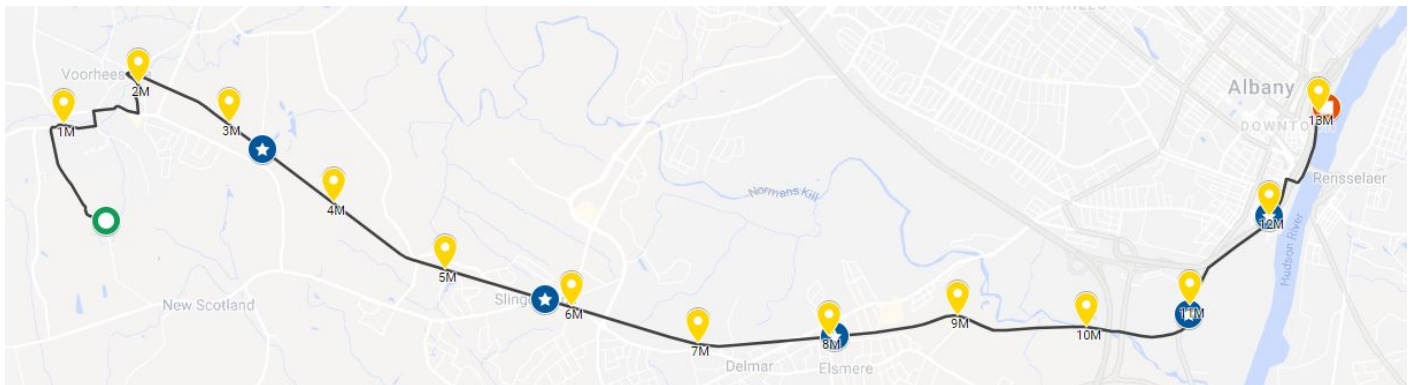 Voorhees
1M
2M
3M
4M
5M
6M
7M
8M
9M
10M
11M
12M
13M
New Scotland
Delmar
Elsmere
Normans Kill
Albany
Rensselaer
Hudson River